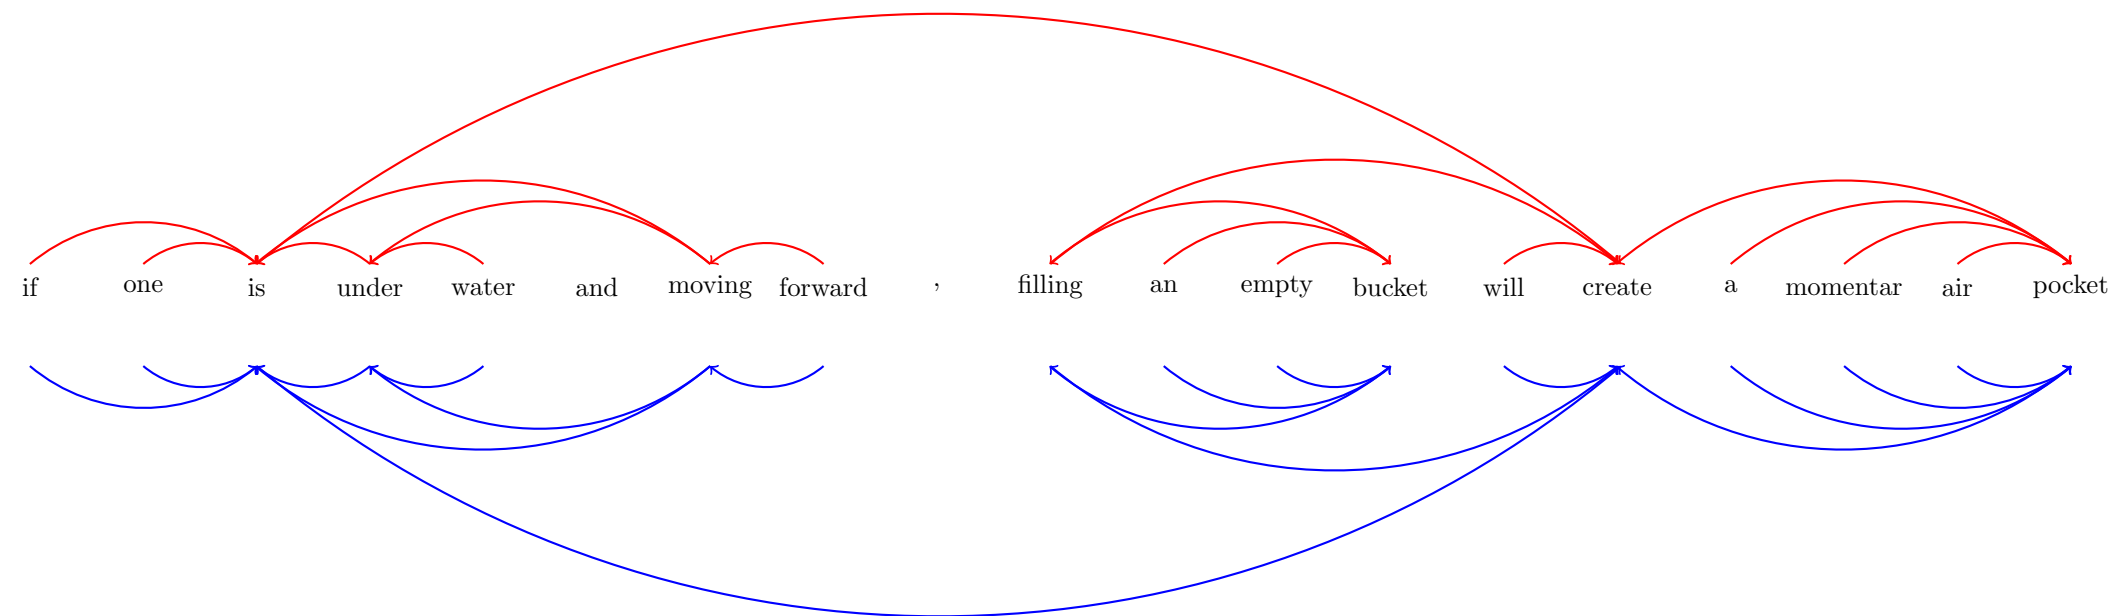 if one is under water and moving forward , filling an empty bucket will create a momentar air pocket